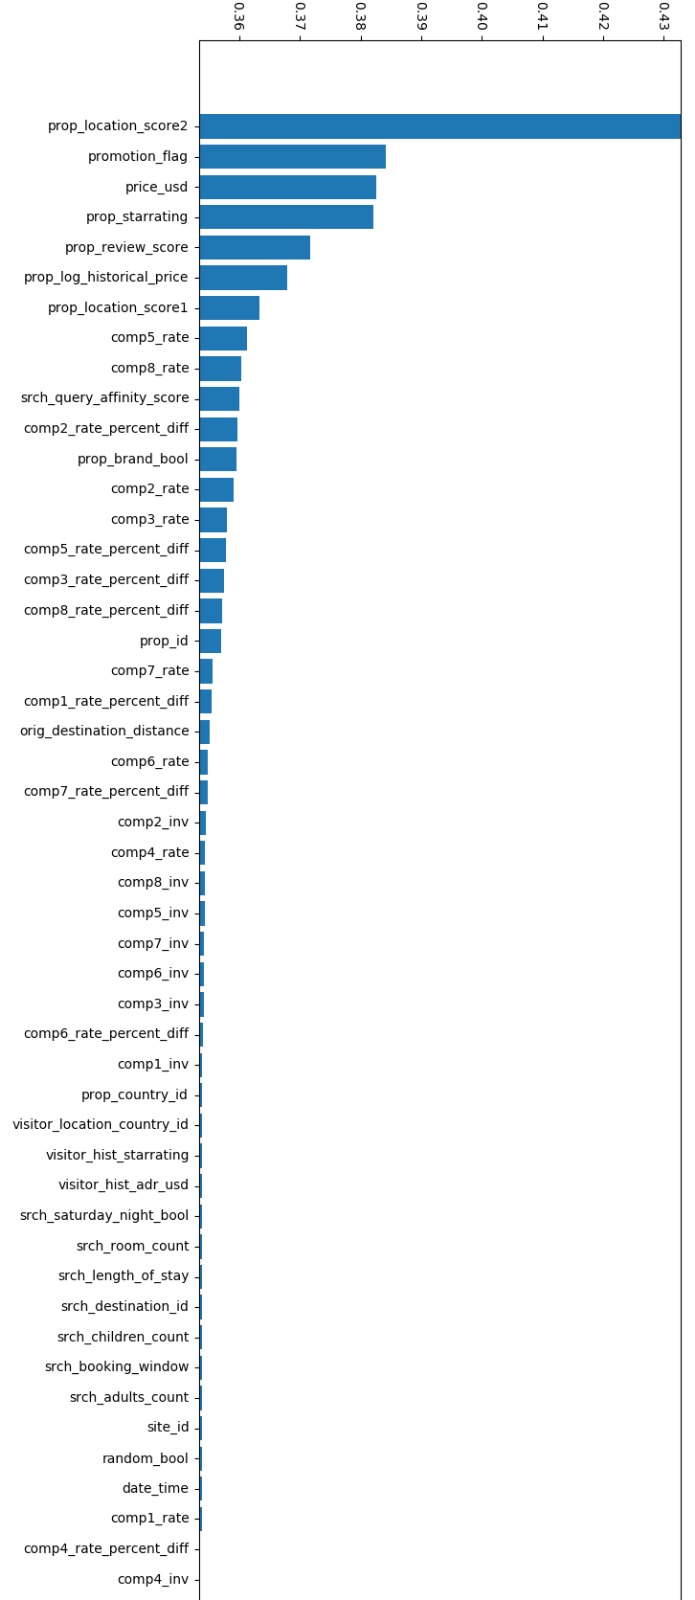 0.36
0.37
0.38
0.39
0.40
0.41
0.42
0.43
prop_location_score2
promotion_flag
price_usd
prop_starrating
prop_review_score
prop_log_historical_price
prop_location_score1
comp5_rate
comp8_rate
srch_query_affinity_score
comp2_rate_percent_diff
prop_brand_bool
comp2_rate
comp3_rate
comp5_rate_percent_diff
comp3_rate_percent_diff
comp8_rate_percent_diff
prop_id
comp7_rate
comp1_rate_percent_diff
orig_destination_distance
comp6_rate
comp7_rate_percent_diff
comp2_inv
comp4_rate
comp8_inv
comp5_inv
comp7_inv
comp6_inv
comp3_inv
comp6_rate_percent_diff
comp1_inv
prop_country_id
visitor_location_country_id
visitor_hist_starrating
visitor_hist_adr_usd
srch_saturday_night_bool
srch_room_count
srch_length_of_stay
srch_destination_id
srch_children_count
srch_booking_window
srch_adults_count
site_id
random_bool
date_time
comp1_rate
comp4_rate_percent_diff
comp4_inv